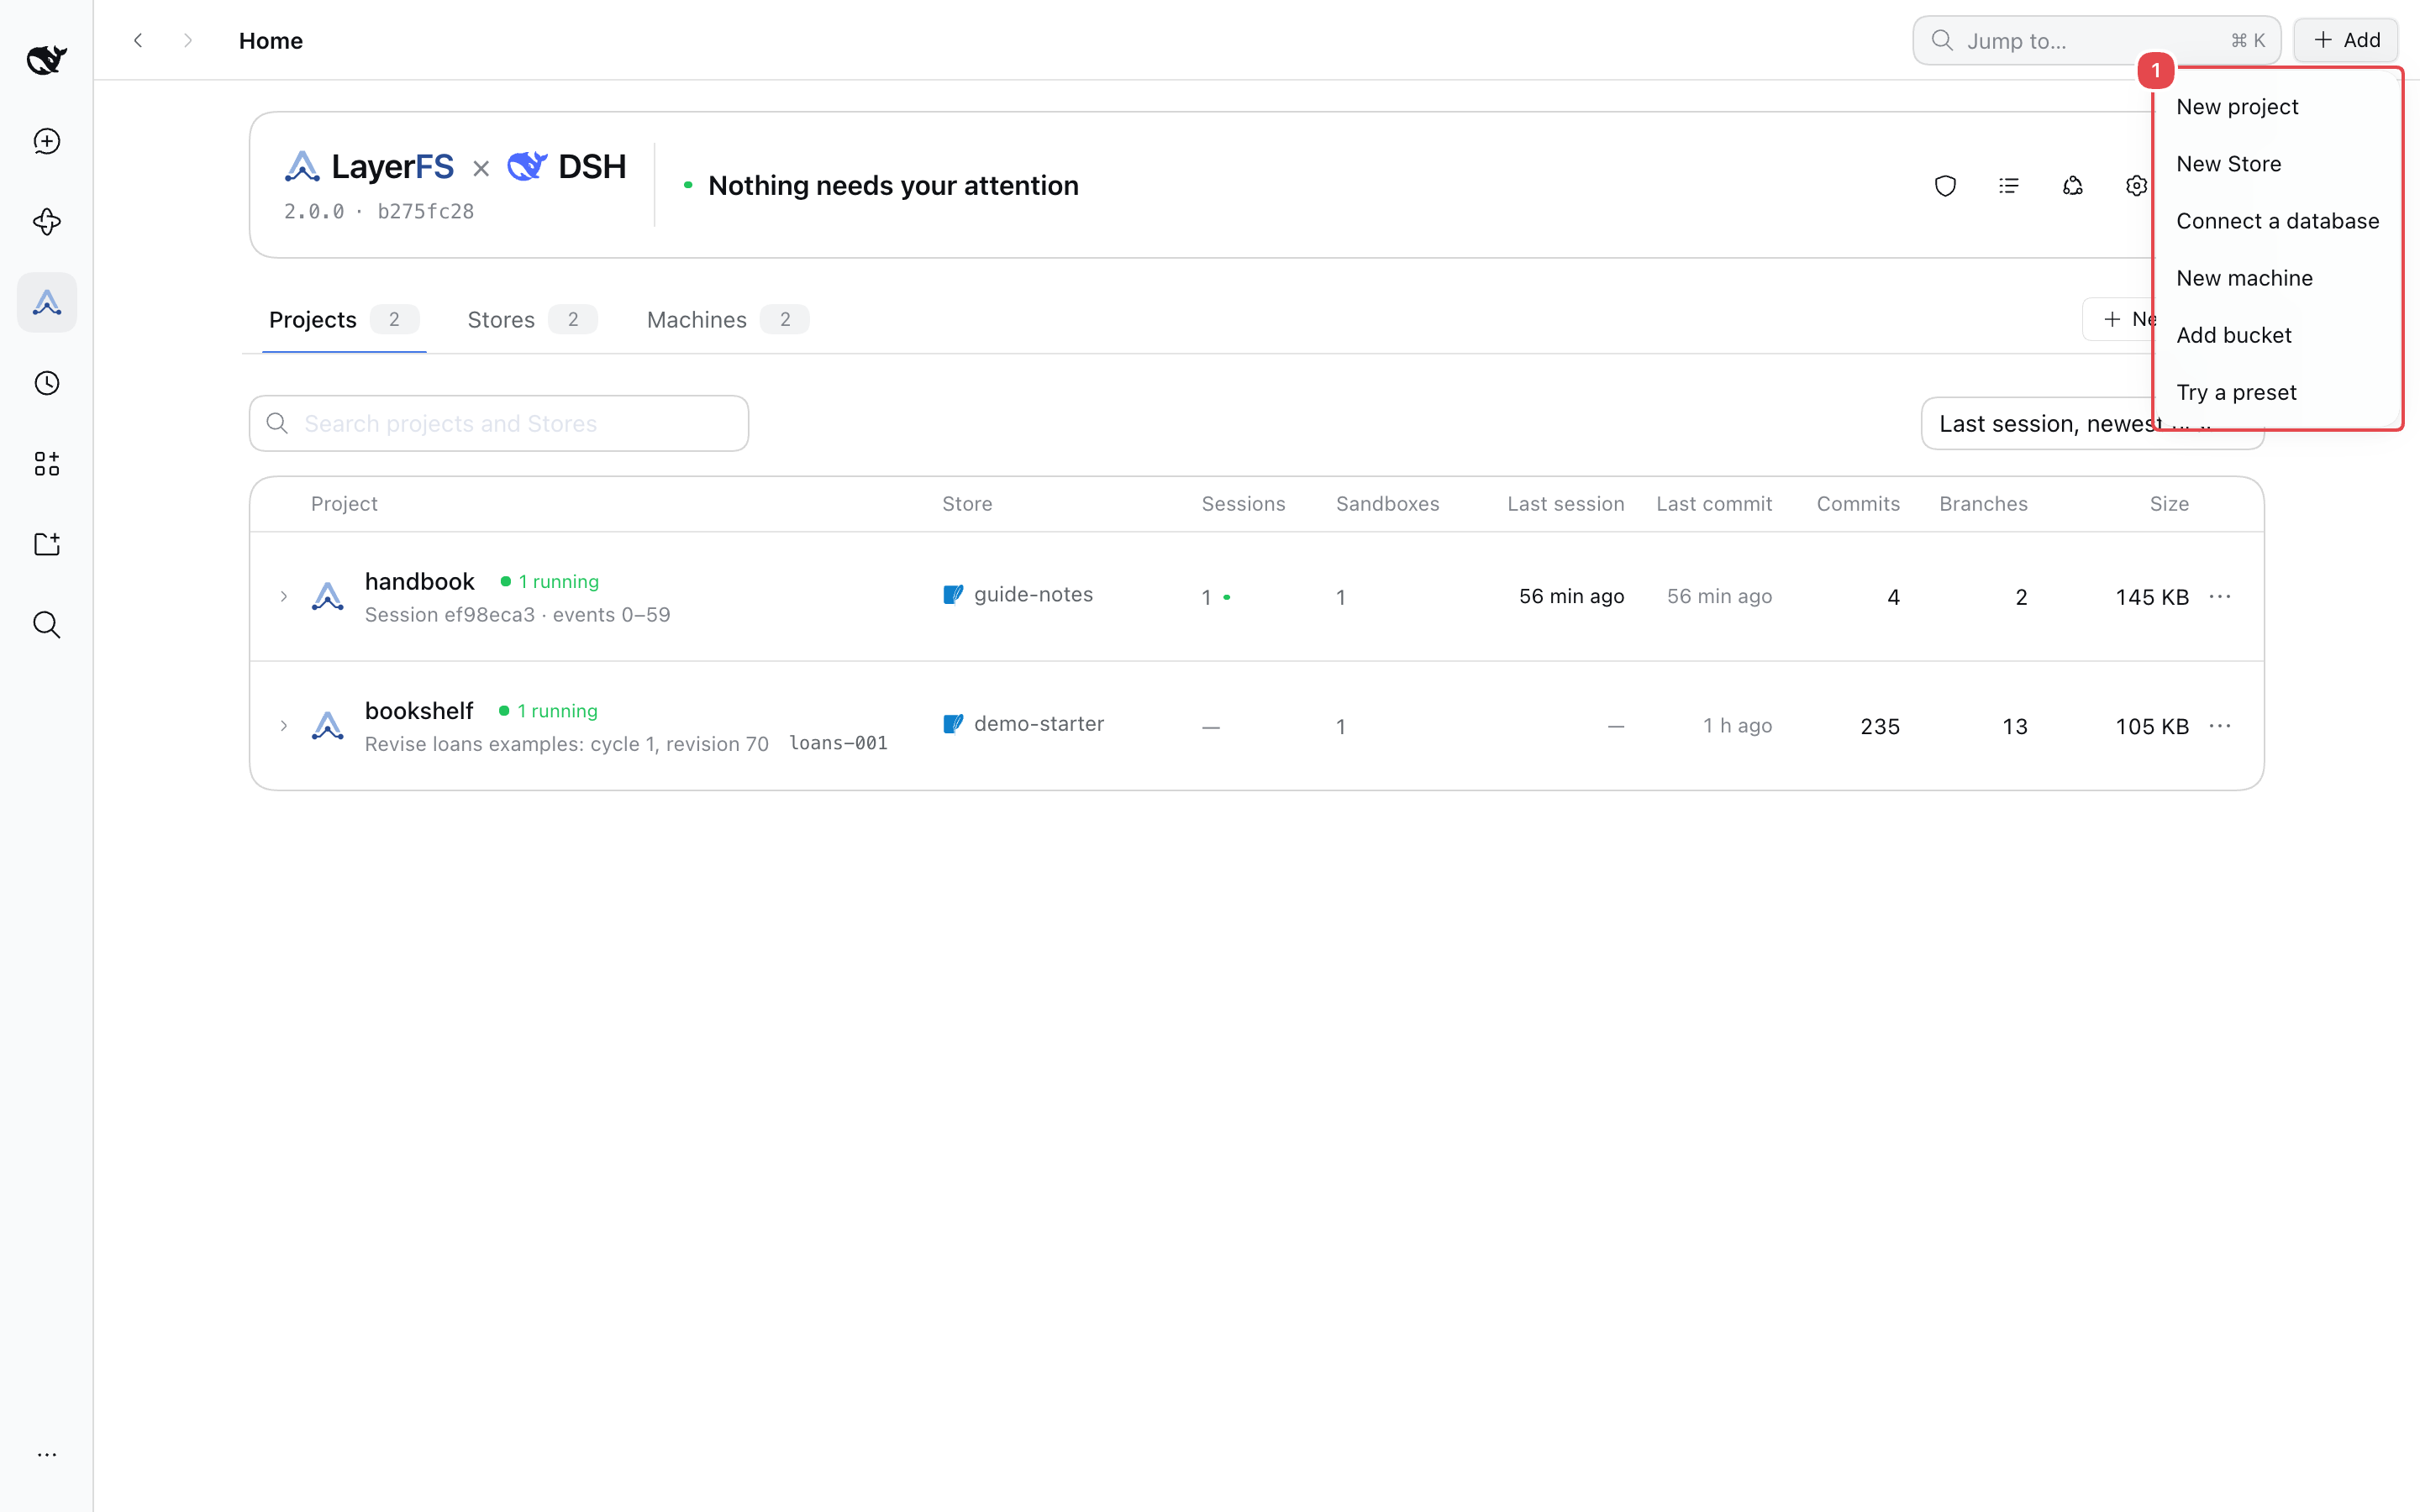 Home
Jump to...
⌘ K
+ Add
1
New project
New Store
Connect a database
New machine
Add bucket
Try a preset
LayerFS × DSH
2.0.0 · b275fc28
Nothing needs your attention
Projects 2
Stores 2
Machines 2
Search projects and Stores
Last session, newest
Project Store Sessions Sandboxes Last session Last commit Commits Branches Size
handbook 1 running
Session ef98eca3 · events 0–59
guide-notes 1 1 56 min ago 56 min ago 4 2 145 KB ···
bookshelf 1 running
Revise loans examples: cycle 1, revision 70 loans-001
demo-starter — 1 — 1 h ago 235 13 105 KB ···